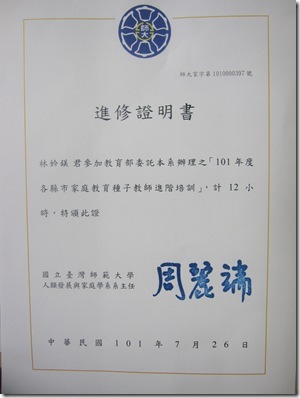 師大
師大家字第1010000397號
進修證明書
林姈鎂 君參加教育部委託本系辦理之「101年度
各縣市家庭教育種子教師進階培訓」，計 12 小
時，特頒此證
國立臺灣師範大學
人類發展與家庭學系系主任
周麗端
中華民國 101 年 7 月 26 日